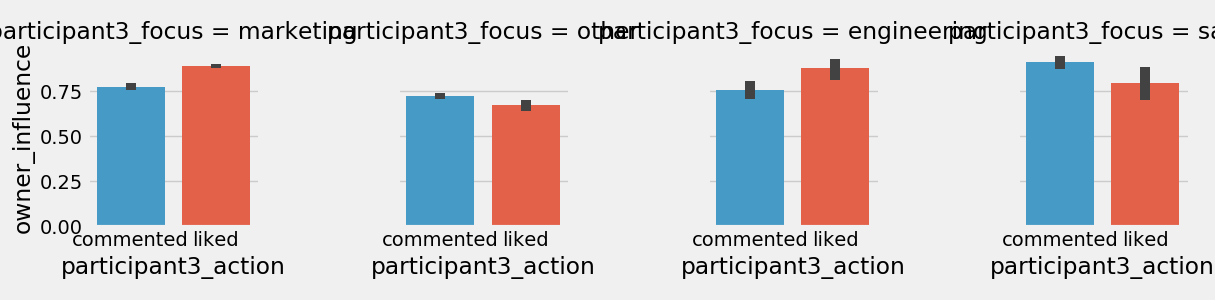 participant3_focus = marketing
participant3_focus = other
participant3_focus = engineering
participant3_focus = sa
owner_influence
0.75
0.50
0.25
0.00
commented liked
commented liked
commented liked
commented liked
participant3_action
participant3_action
participant3_action
participant3_action